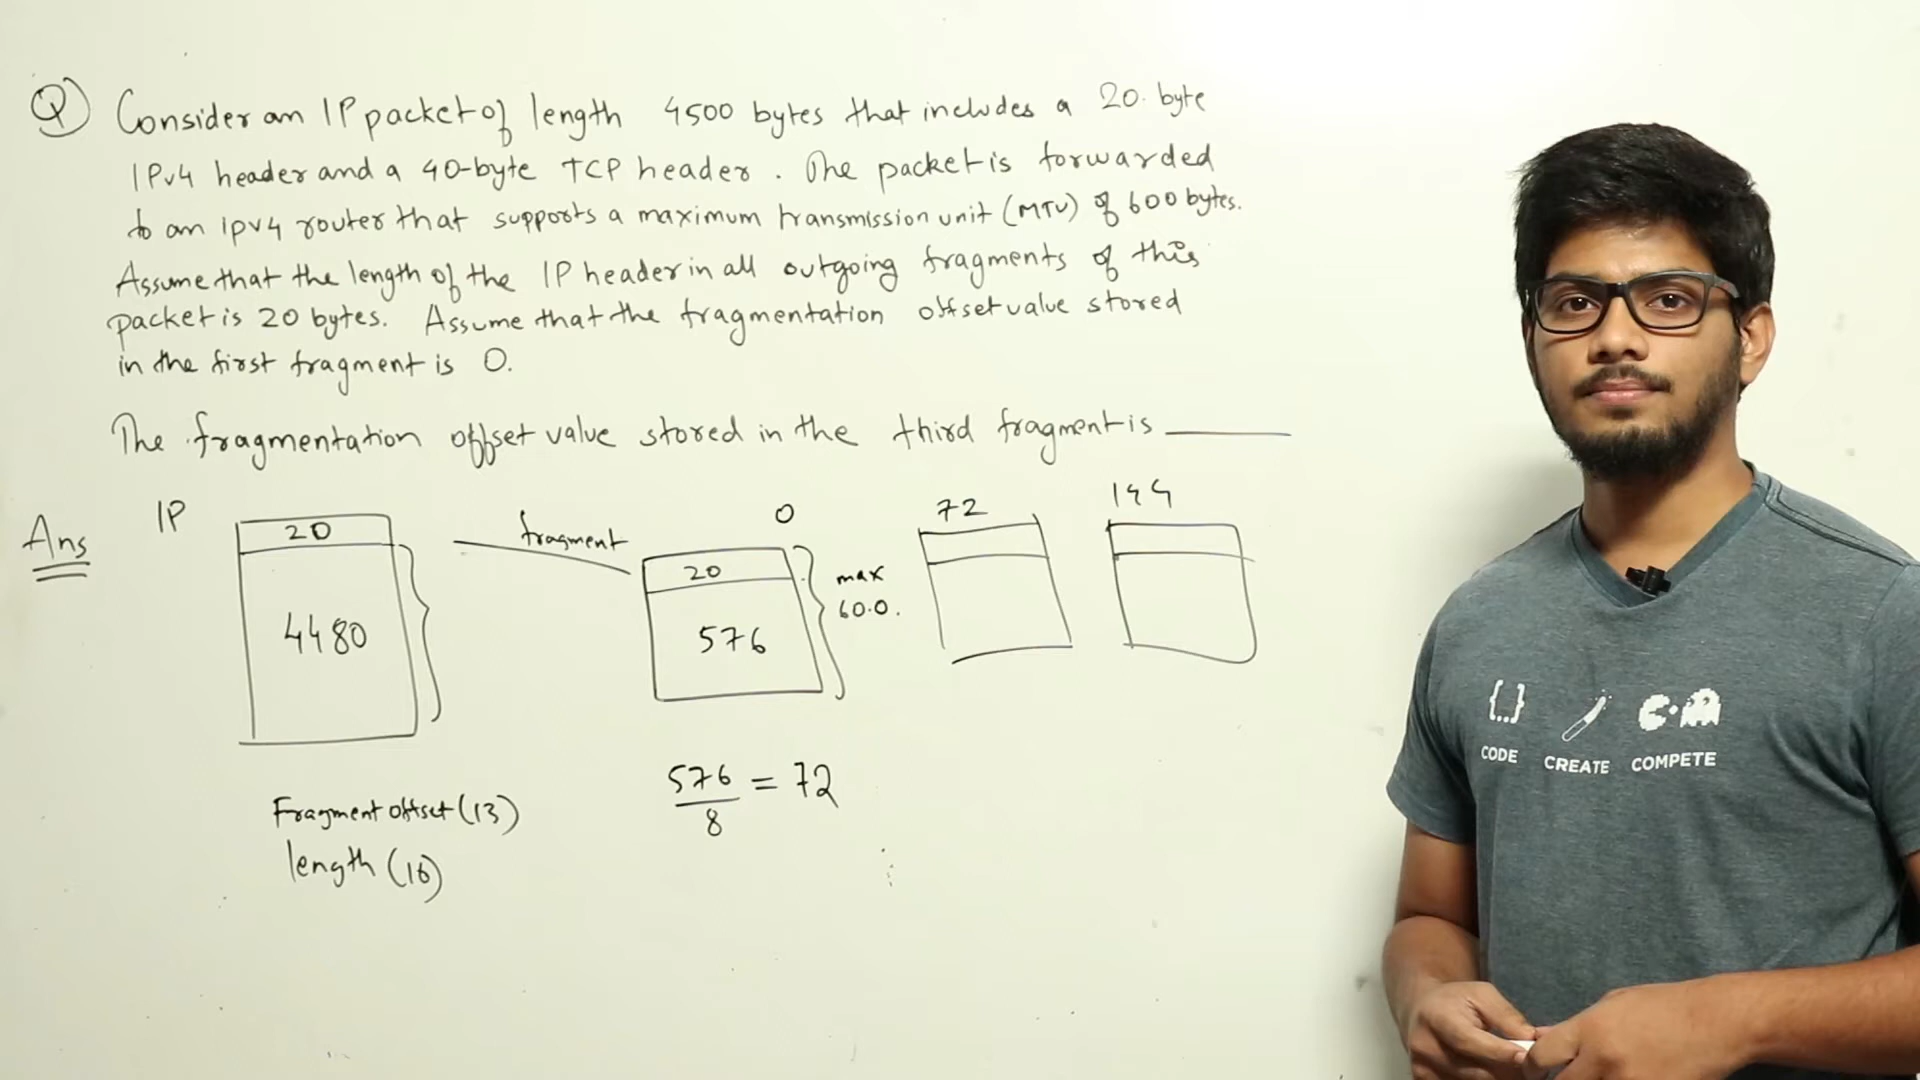 Q) Consider an IP packet of length 4500 bytes that includes a 20-byte
IPv4 header and a 40-byte TCP header. The packet is forwarded
to an ipv4 router that supports a maximum transmission unit (MTU) of 600 bytes.
Assume that the length of the IP header in all outgoing fragments of this
packet is 20 bytes. Assume that the fragmentation offset value stored
in the first fragment is 0.
The fragmentation offset value stored in the third fragment is ______
Ans
IP
20
4480
fragment
0
20
576
max
600.
72
144
576/8 = 72
Fragment offset (13)
length (16)
{...}
CODE CREATE COMPETE